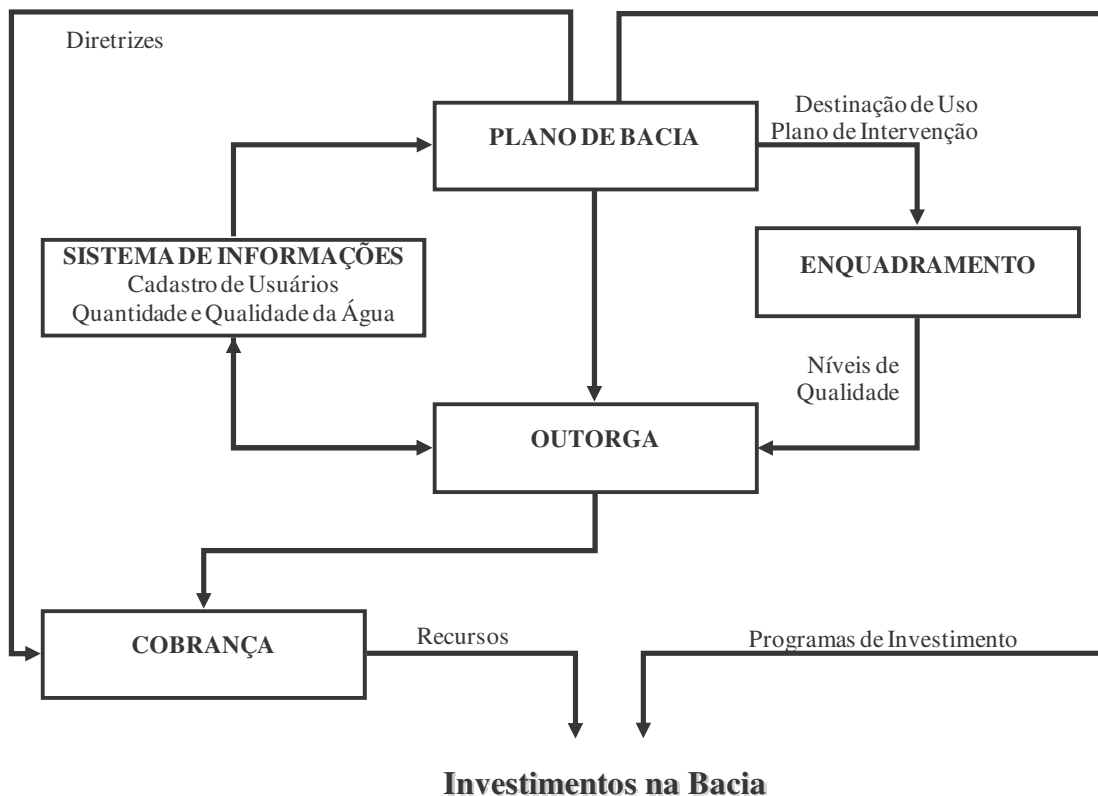 Diretrizes
Destinação de Uso
Plano de Intervenção
PLANO DE BACIA
SISTEMA DE INFORMAÇÕES
Cadastro de Usuários
Quantidade e Qualidade da Água
ENQUADRAMENTO
Níveis de
Qualidade
OUTORGA
COBRANÇA
Recursos
Programas de Investimento
Investimentos na Bacia